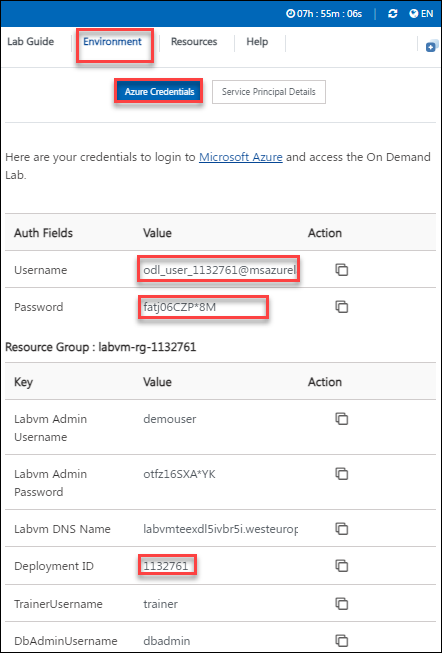 07h : 55m : 06s EN
Lab Guide Environment Resources Help
Azure Credentials Service Principal Details
Here are your credentials to login to Microsoft Azure and access the On Demand
Lab.
Auth Fields Value Action
Username odl_user_1132761@msazurel
Password fatj06CZP*8M
Resource Group : labvm-rg-1132761
Key Value Action
Labvm Admin demouser
Username
Labvm Admin otfz16SXA*YK
Password
Labvm DNS Name labvmteexdl5ivbr5i.westeurop
Deployment ID 1132761
TrainerUsername trainer
DbAdminUsername dbadmin